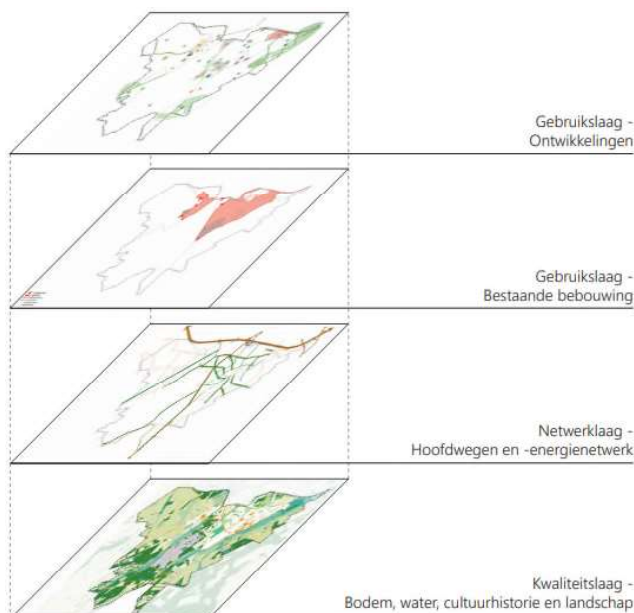 Gebruikslaag -
Ontwikkelingen
Gebruikslaag -
Bestaande bebouwing
Netwerklaag -
Hoofdwegen en -energienetwerk
Kwaliteitslaag -
Bodem, water, cultuurhistorie en landschap